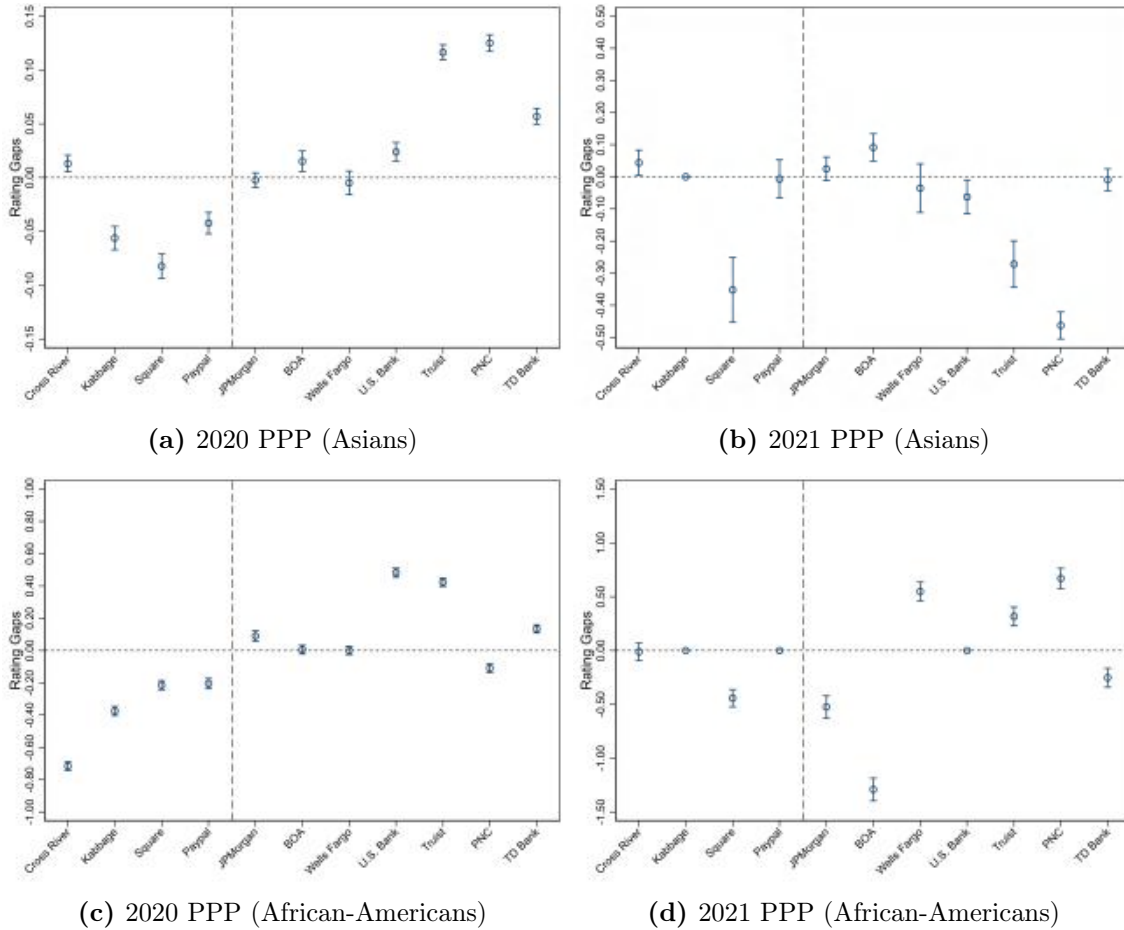 Rating Gaps
-0.15 -0.10 -0.05 0.00 0.05 0.10 0.15
Cross River Kabbage Square Paypal JPMorgan BOA Wells Fargo U.S. Bank Truist PNC TD Bank
(a) 2020 PPP (Asians)
Rating Gaps
-0.50 -0.40 -0.30 -0.20 -0.10 0.00 0.10 0.20 0.30 0.40 0.50
Cross River Kabbage Square Paypal JPMorgan BOA Wells Fargo U.S. Bank Truist PNC TD Bank
(b) 2021 PPP (Asians)
Rating Gaps
-1.00 -0.80 -0.60 -0.40 -0.20 0.00 0.20 0.40 0.60 0.80 1.00
Cross River Kabbage Square Paypal JPMorgan BOA Wells Fargo U.S. Bank Truist PNC TD Bank
(c) 2020 PPP (African-Americans)
Rating Gaps
-1.50 -1.00 -0.50 0.00 0.50 1.00 1.50
Cross River Kabbage Square Paypal JPMorgan BOA Wells Fargo U.S. Bank Truist PNC TD Bank
(d) 2021 PPP (African-Americans)